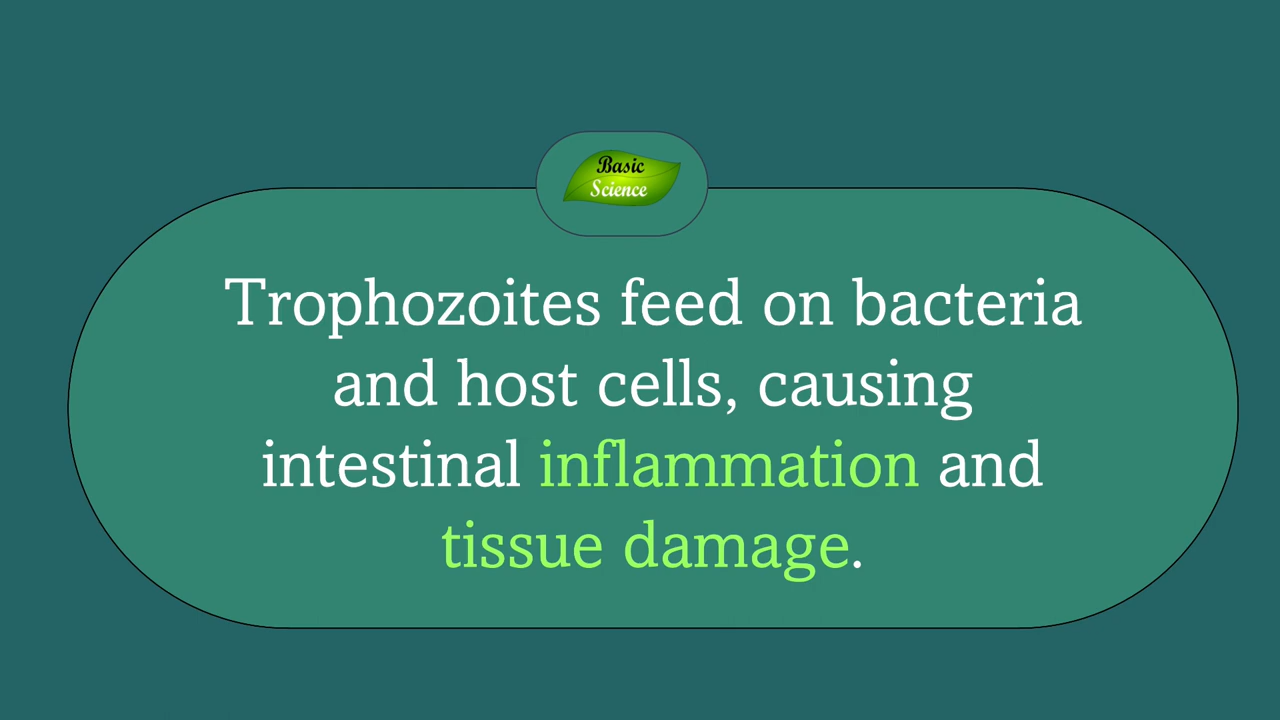 Basic
Science
Trophozoites feed on bacteria
and host cells, causing
intestinal inflammation and
tissue damage.